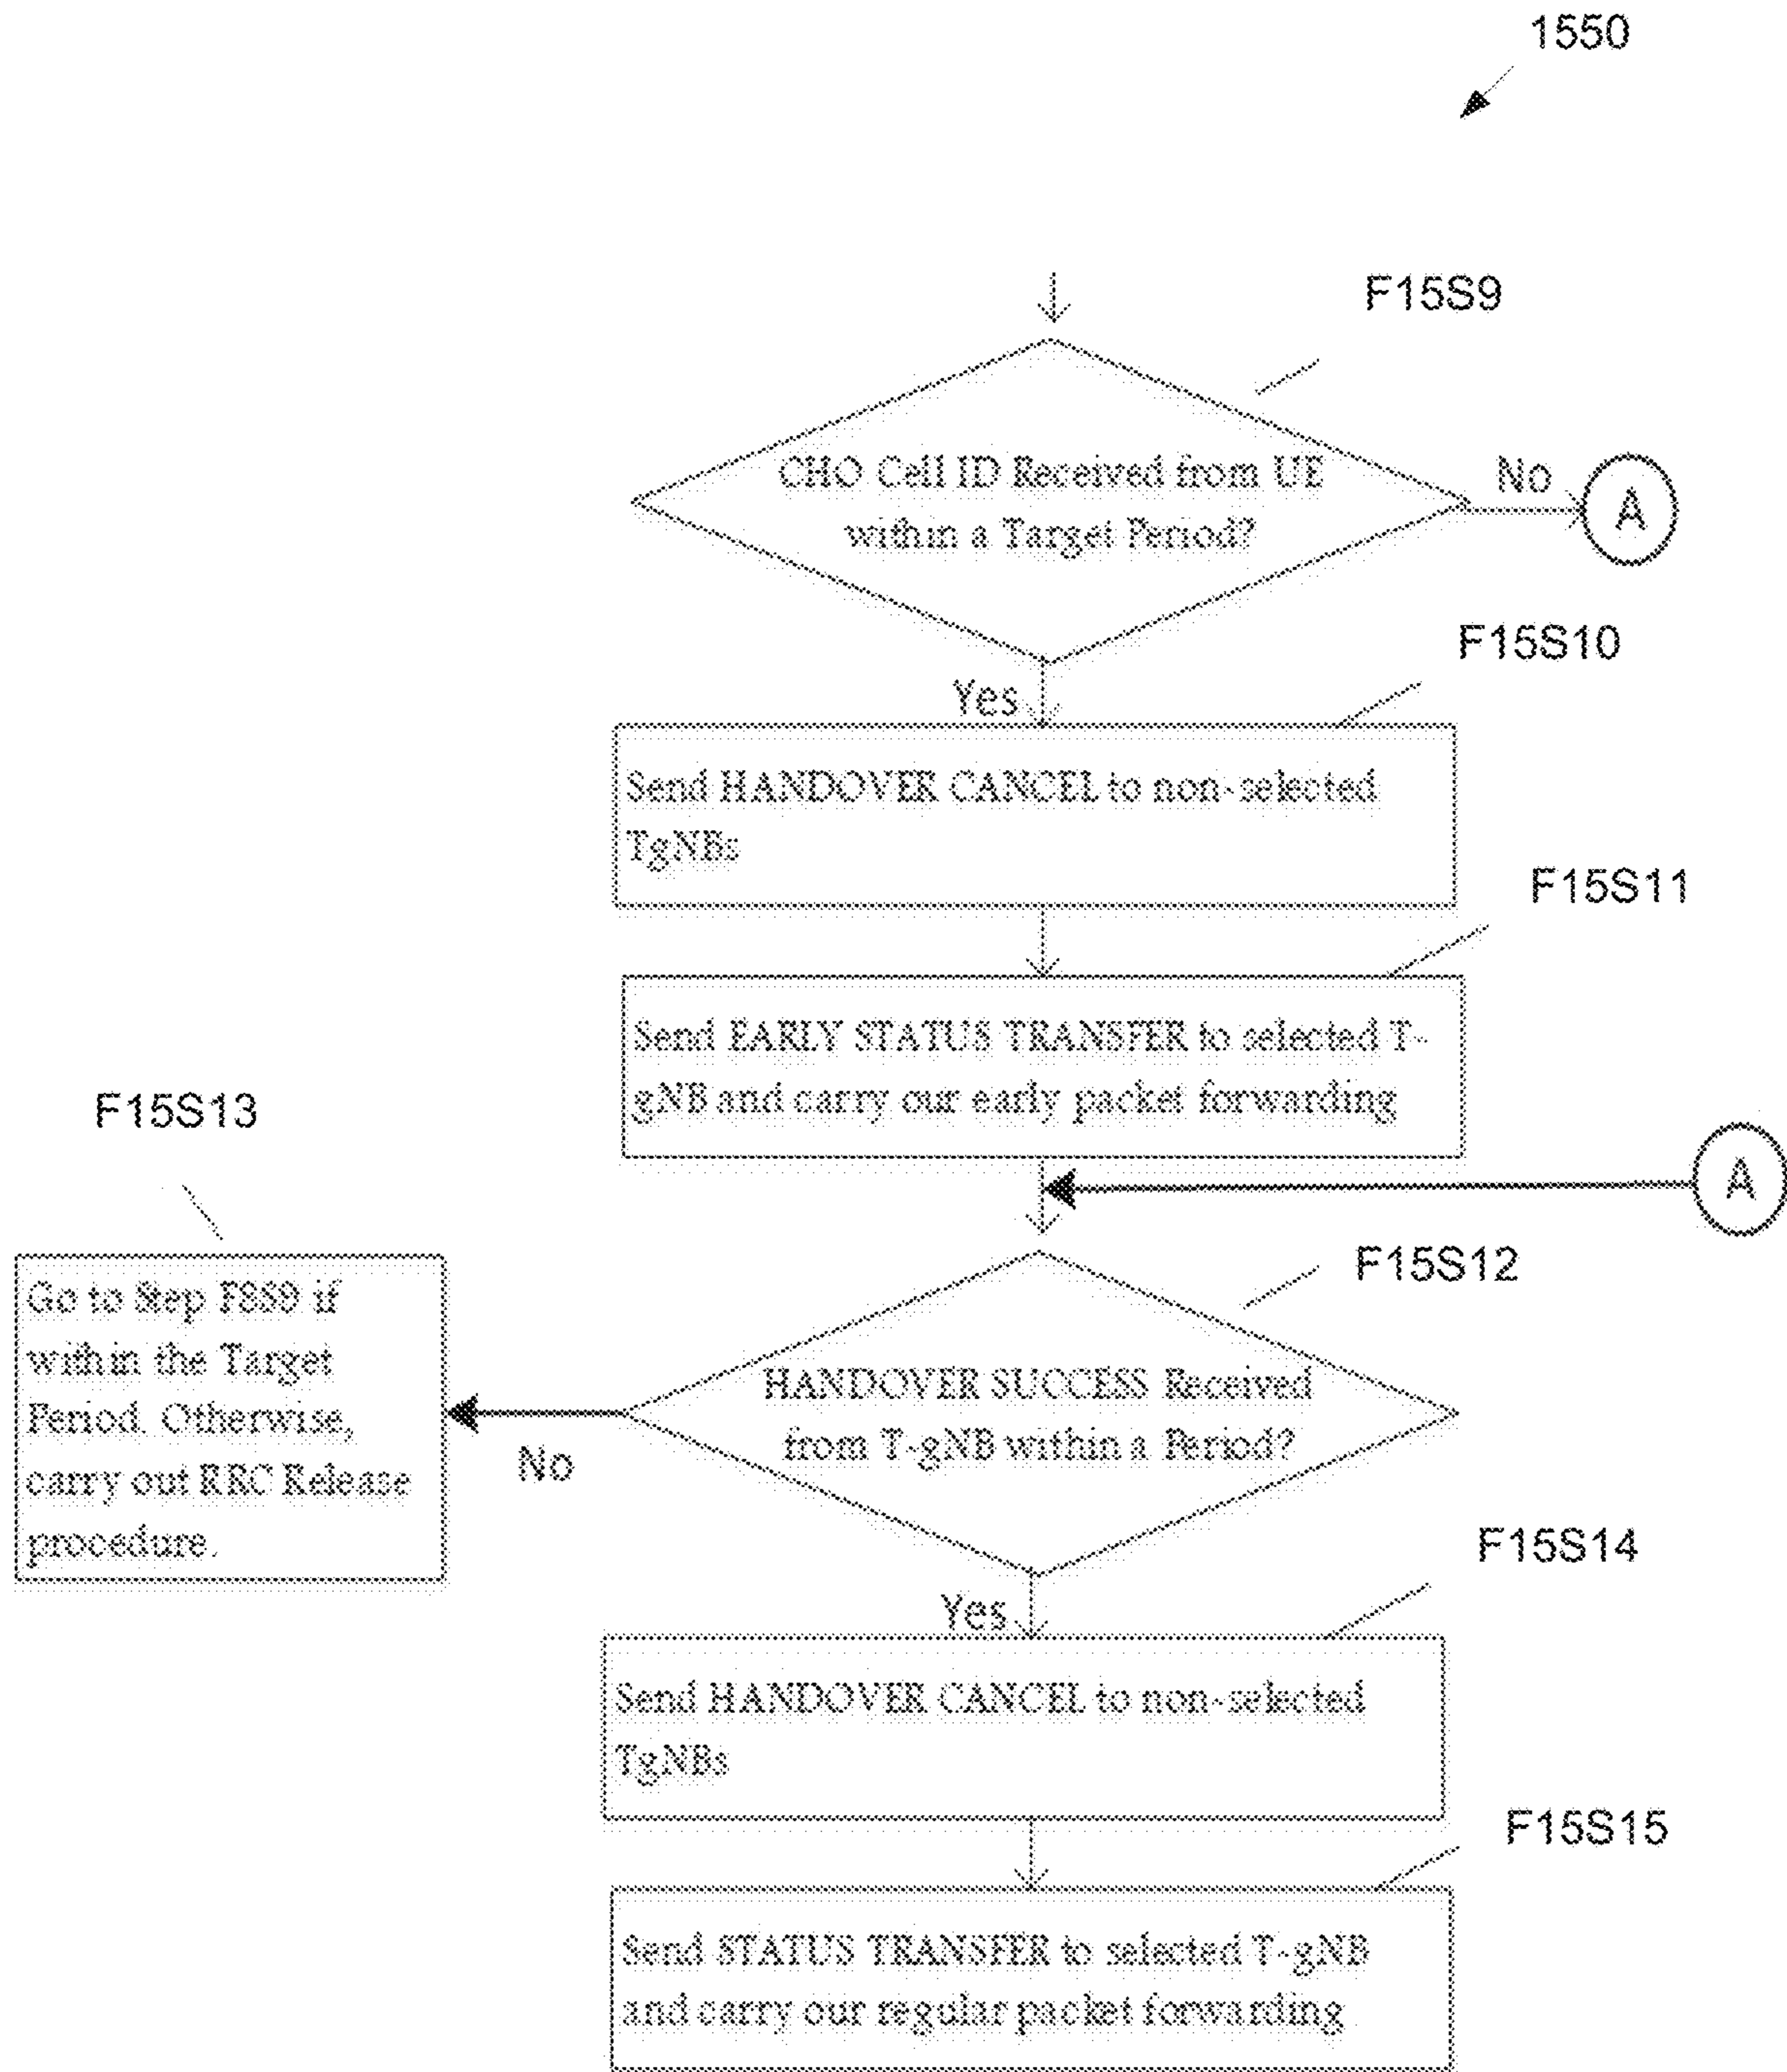 1550
F15S9
CHO Cell ID Received from UE
within a Target Period?
No
A
F15S10
Yes
Send HANDOVER CANCEL to non-selected
TgNBs
F15S11
Send EARLY STATUS TRANSFER to selected T-
gNB and carry our early packet forwarding
F15S13
A
Go to Step F8S9 if
within the Target
Period. Otherwise,
carry out RRC Release
procedure.
F15S12
HANDOVER SUCCESS Received
from T-gNB within a Period?
No
F15S14
Yes
Send HANDOVER CANCEL to non-selected
TgNBs
F15S15
Send STATUS TRANSFER to selected T-gNB
and carry our regular packet forwarding